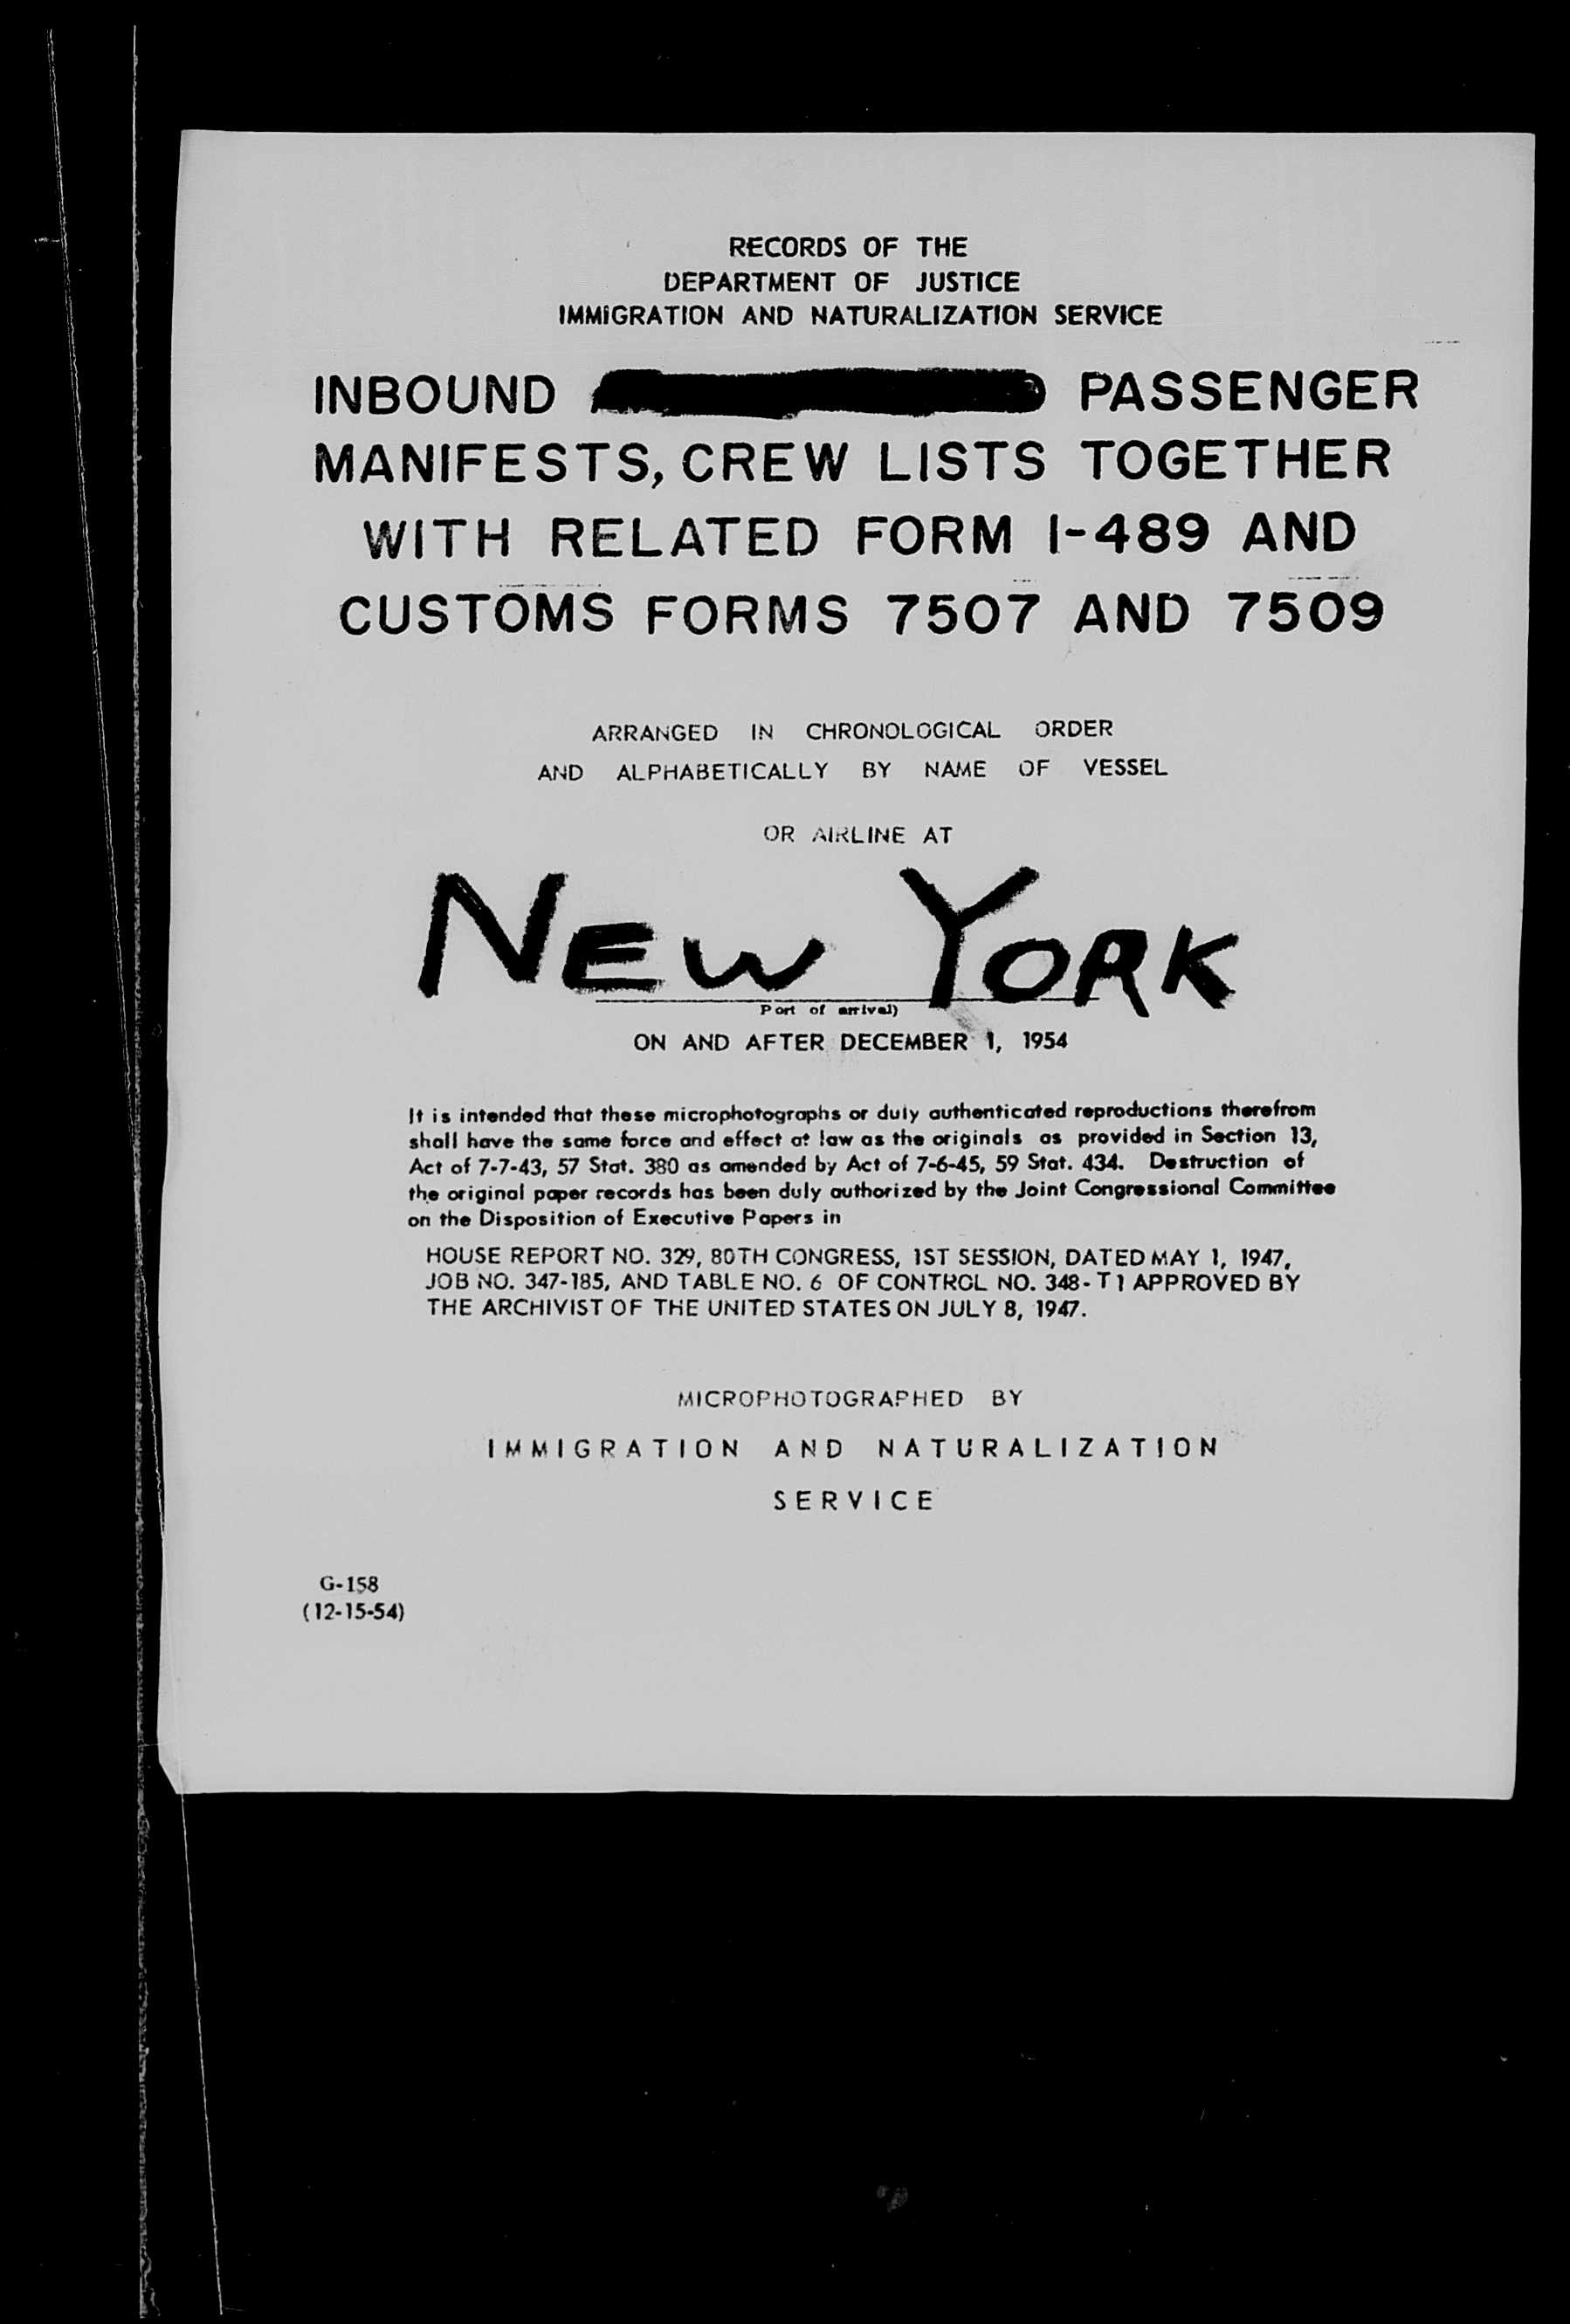 RECORDS OF THE
DEPARTMENT OF JUSTICE
IMMIGRATION AND NATURALIZATION SERVICE
INBOUND PASSENGER
MANIFESTS, CREW LISTS TOGETHER
WITH RELATED FORM I-489 AND
CUSTOMS FORMS 7507 AND 7509
ARRANGED IN CHRONOLOGICAL ORDER
AND ALPHABETICALLY BY NAME OF VESSEL
OR AIRLINE AT
NEW YORK
Port of arrival)
ON AND AFTER DECEMBER 1, 1954
It is intended that these microphotographs or duly authenticated reproductions therefrom
shall have the same force and effect at law as the originals as provided in Section 13,
Act of 7-7-43, 57 Stat. 380 as amended by Act of 7-6-45, 59 Stat. 434. Destruction of
the original paper records has been duly authorized by the Joint Congressional Committee
on the Disposition of Executive Papers in
HOUSE REPORT NO. 329, 80TH CONGRESS, 1ST SESSION, DATED MAY 1, 1947,
JOB NO. 347-185, AND TABLE NO. 6 OF CONTROL NO. 348-T1 APPROVED BY
THE ARCHIVIST OF THE UNITED STATES ON JULY 8, 1947.
MICROPHOTOGRAPHED BY
IMMIGRATION AND NATURALIZATION
SERVICE
G-158
(12-15-54)